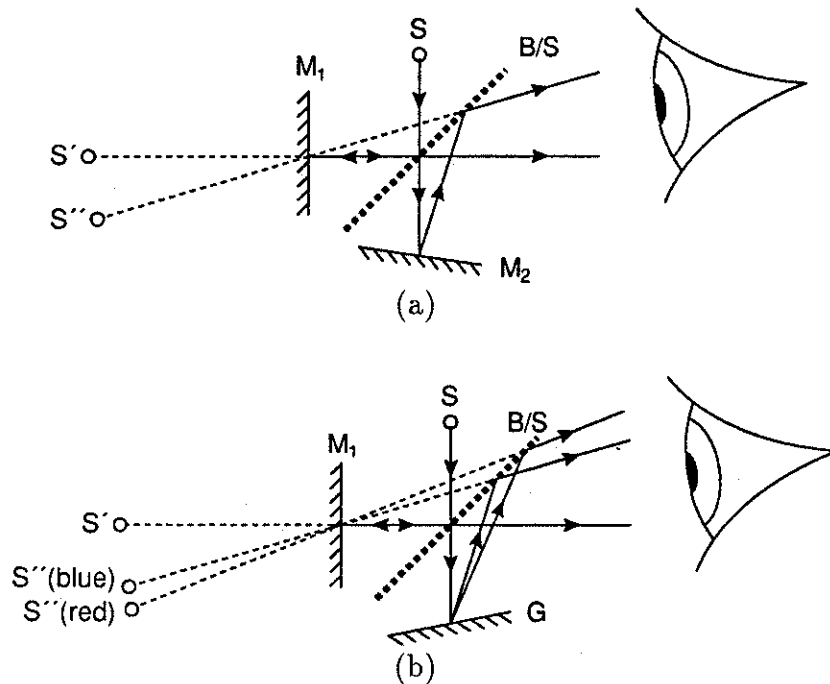 S
B/S
M₁
S′
S′′
M₂
(a)
S
B/S
M₁
S′
S′′(blue)
S′′(red)
G
(b)